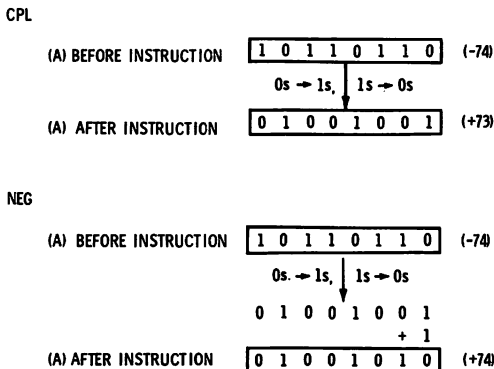 CPL
(A) BEFORE INSTRUCTION 1 0 1 1 0 1 1 0 (-74)
0s → 1s, 1s → 0s
(A) AFTER INSTRUCTION 0 1 0 0 1 0 0 1 (+73)
NEG
(A) BEFORE INSTRUCTION 1 0 1 1 0 1 1 0 (-74)
0s. → 1s, 1s → 0s
0 1 0 0 1 0 0 1
+ 1
(A) AFTER INSTRUCTION 0 1 0 0 1 0 1 0 (+74)